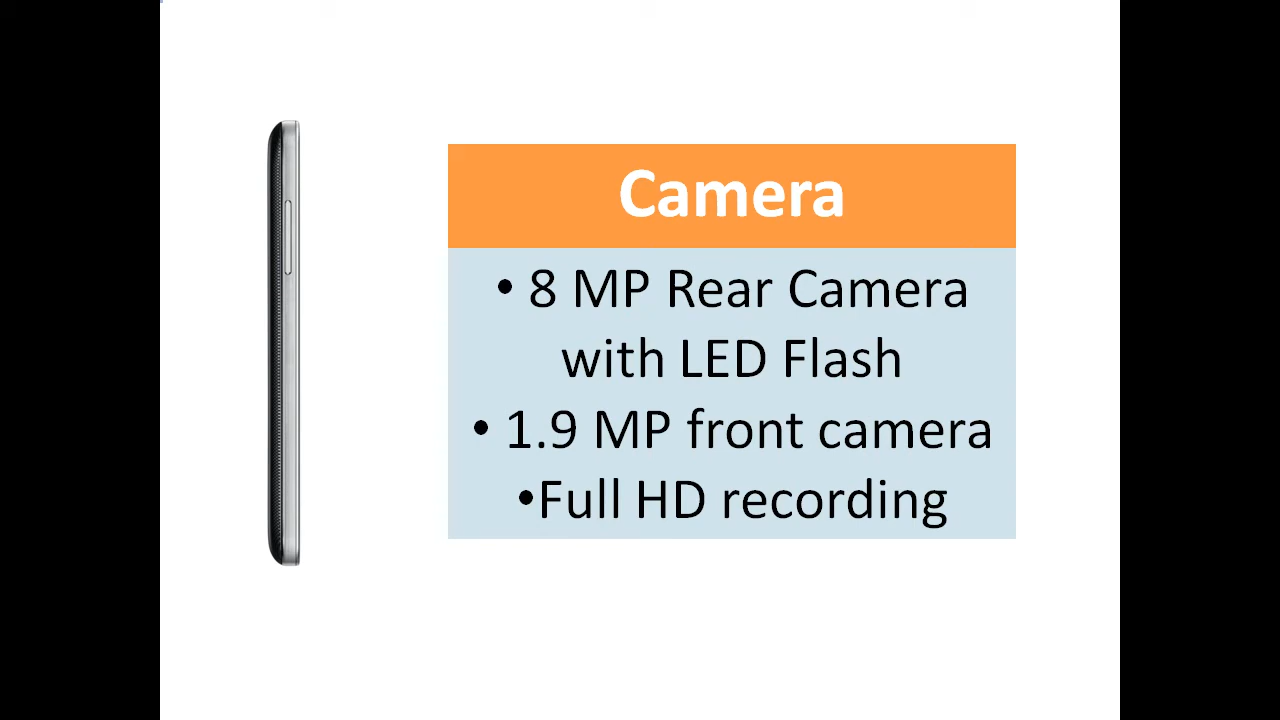 Camera
• 8 MP Rear Camera
with LED Flash
• 1.9 MP front camera
•Full HD recording